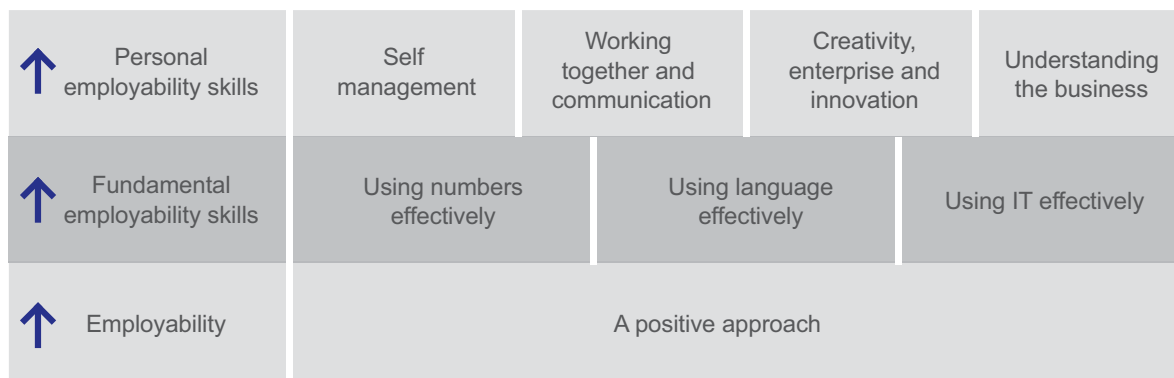 Personal
employability skills
Self
management
Working
together and
communication
Creativity,
enterprise and
innovation
Understanding
the business
Fundamental
employability skills
Using numbers
effectively
Using language
effectively
Using IT effectively
Employability
A positive approach